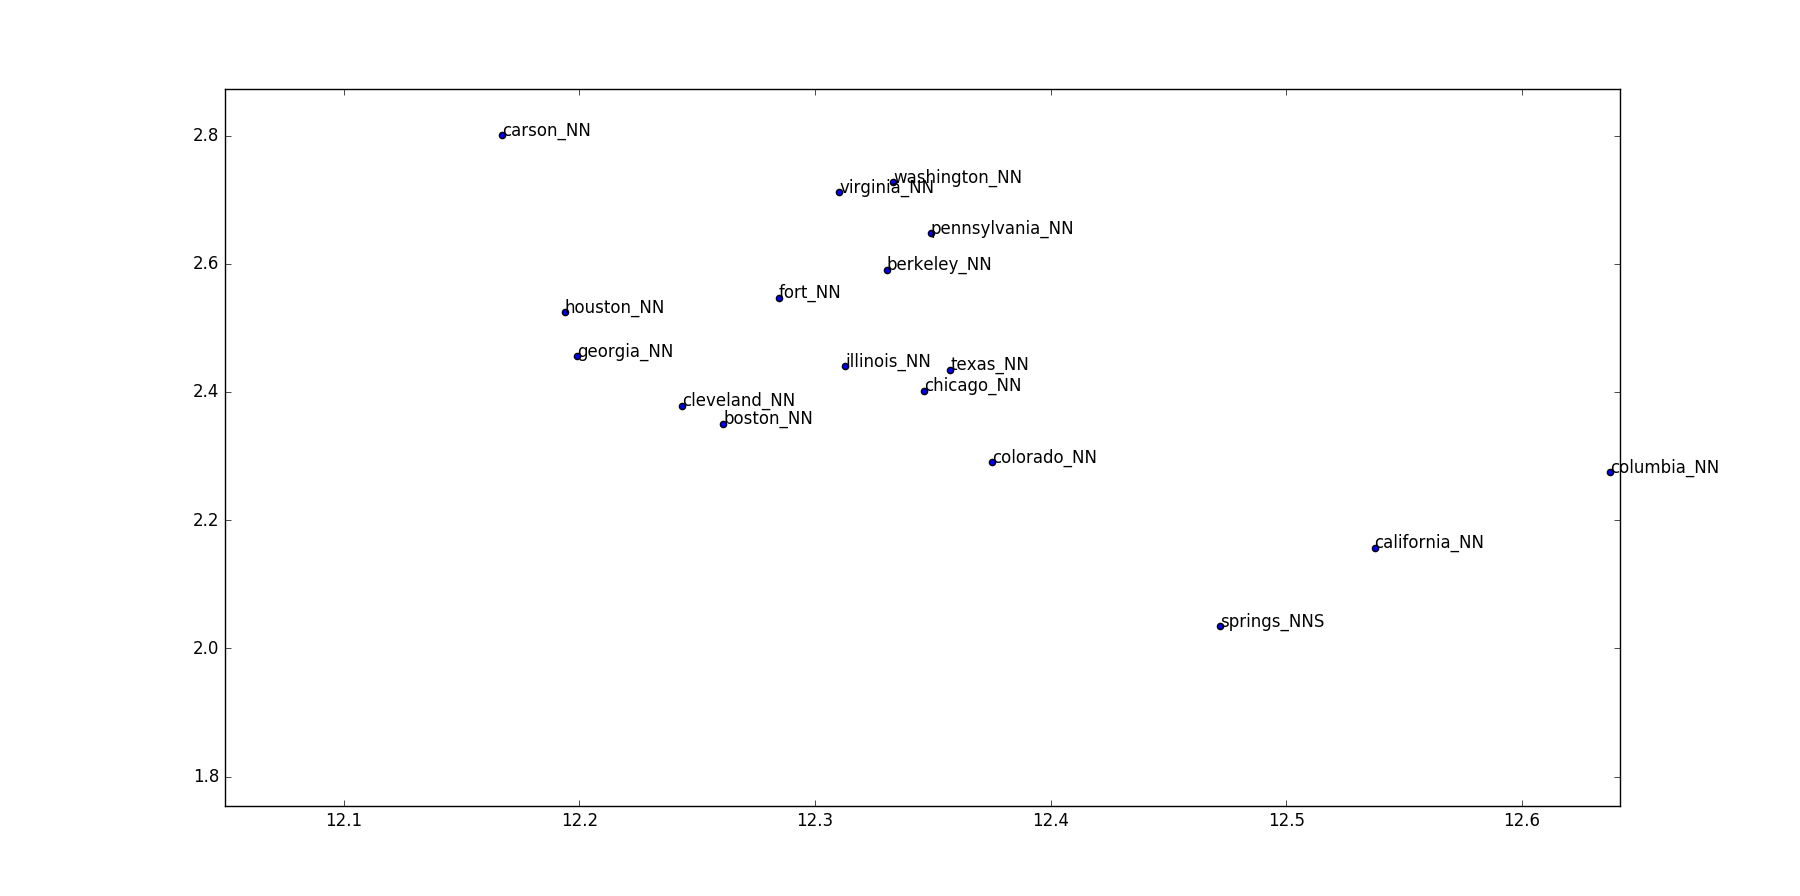 2.8
carson_NN
washington_NN
virginia_NN
pennsylvania_NN
2.6
berkeley_NN
fort_NN
houston_NN
georgia_NN
illinois_NN
texas_NN
chicago_NN
2.4
cleveland_NN
boston_NN
colorado_NN
columbia_NN
2.2
california_NN
springs_NNS
2.0
1.8
12.1 12.2 12.3 12.4 12.5 12.6